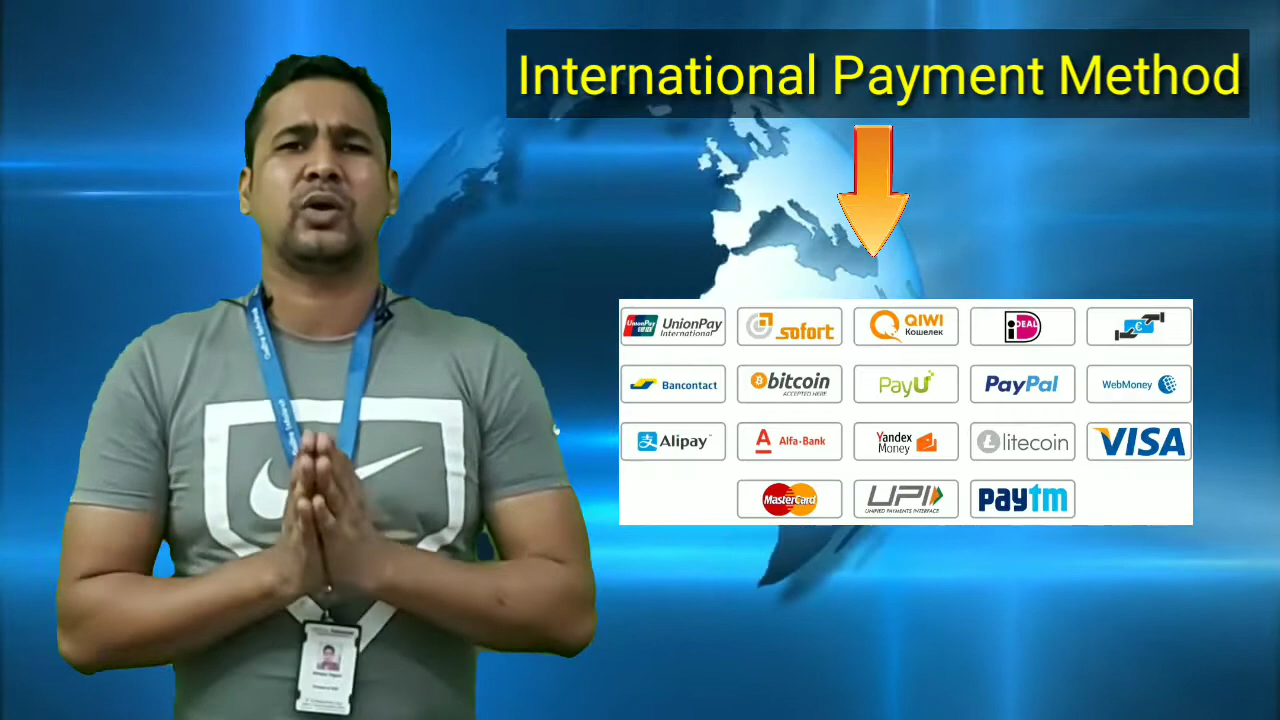 International Payment Method
UnionPay
International
sofort
QIWI
Кошелек
iDEAL
€
Bancontact
bitcoin
ACCEPTED HERE
PayU
PayPal
WebMoney
Alipay
Alfa-Bank
Yandex
Money
litecoin
VISA
MasterCard
UPI
UNIFIED PAYMENTS INTERFACE
paytm